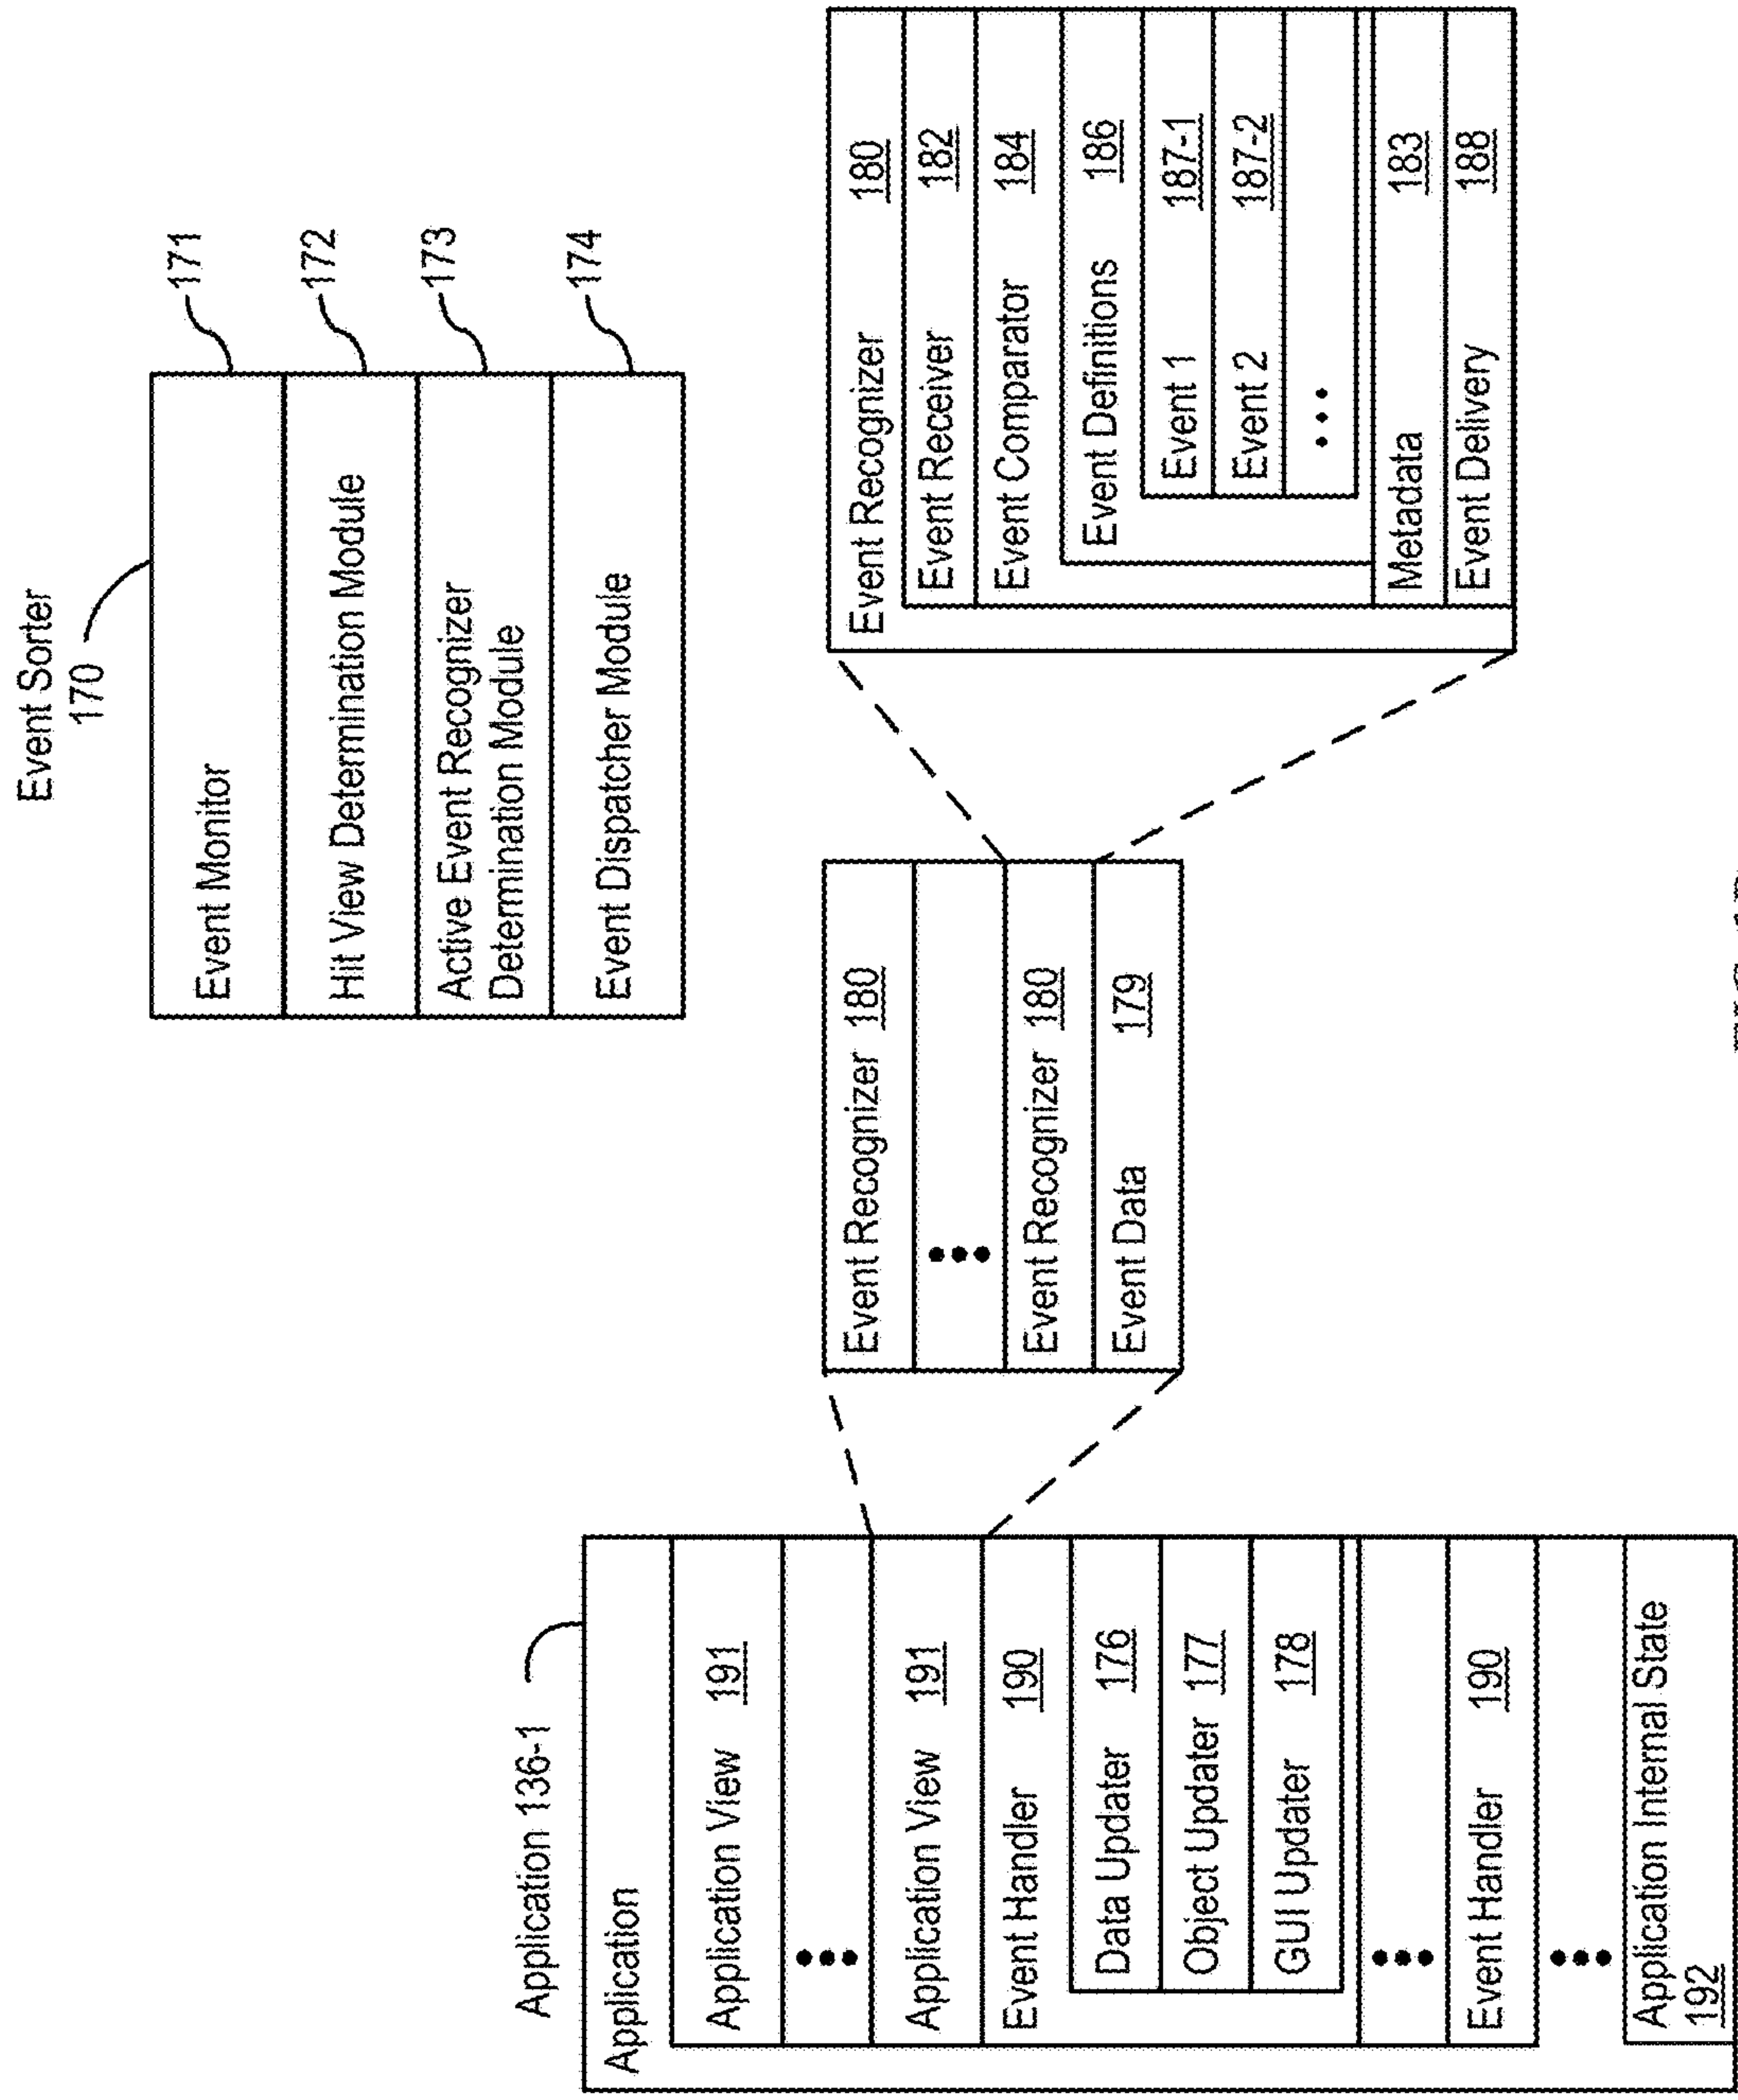 Event Sorter
170
Event Monitor
171
Hit View Determination Module
172
Active Event Recognizer
Determination Module
173
Event Dispatcher Module
174
Application 136-1
Application
Application View 191
•••
Application View 191
Event Handler 190
Data Updater 176
Object Updater 177
GUI Updater 178
•••
Event Handler 190
•••
Application Internal State
192
Event Recognizer 180
•••
Event Recognizer 180
Event Data 179
Event Recognizer 180
Event Receiver 182
Event Comparator 184
Event Definitions 186
Event 1 187-1
Event 2 187-2
•••
Metadata 183
Event Delivery 188